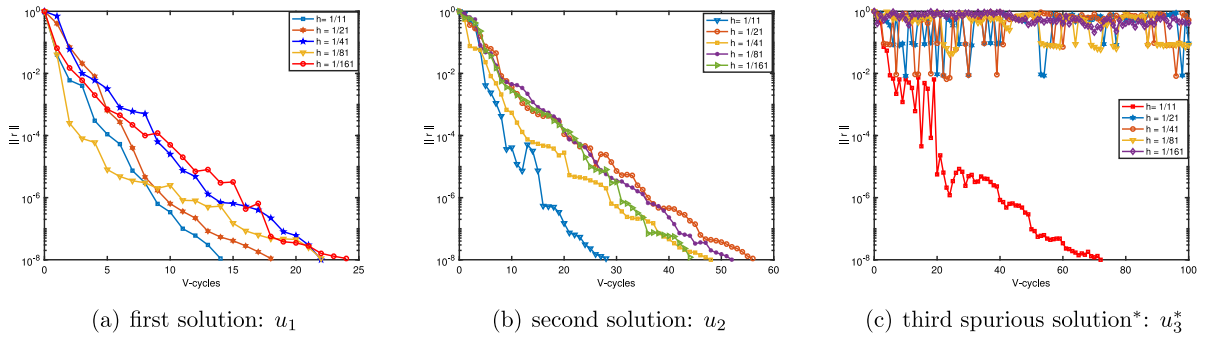 10^0
10^-2
10^-4
10^-6
10^-8
|| r ||
0 5 10 15 20 25
V-cycles
h= 1/11
h = 1/21
h = 1/41
h = 1/81
h = 1/161
(a) first solution: u_1
10^0
10^-2
10^-4
10^-6
10^-8
|| r ||
0 10 20 30 40 50 60
V-cycles
h = 1/11
h = 1/21
h = 1/41
h = 1/81
h = 1/161
(b) second solution: u_2
10^0
10^-2
10^-4
10^-6
10^-8
|| r ||
0 20 40 60 80 100
V-cycles
h= 1/11
h = 1/21
h = 1/41
h = 1/81
h = 1/161
(c) third spurious solution*: u_3^*